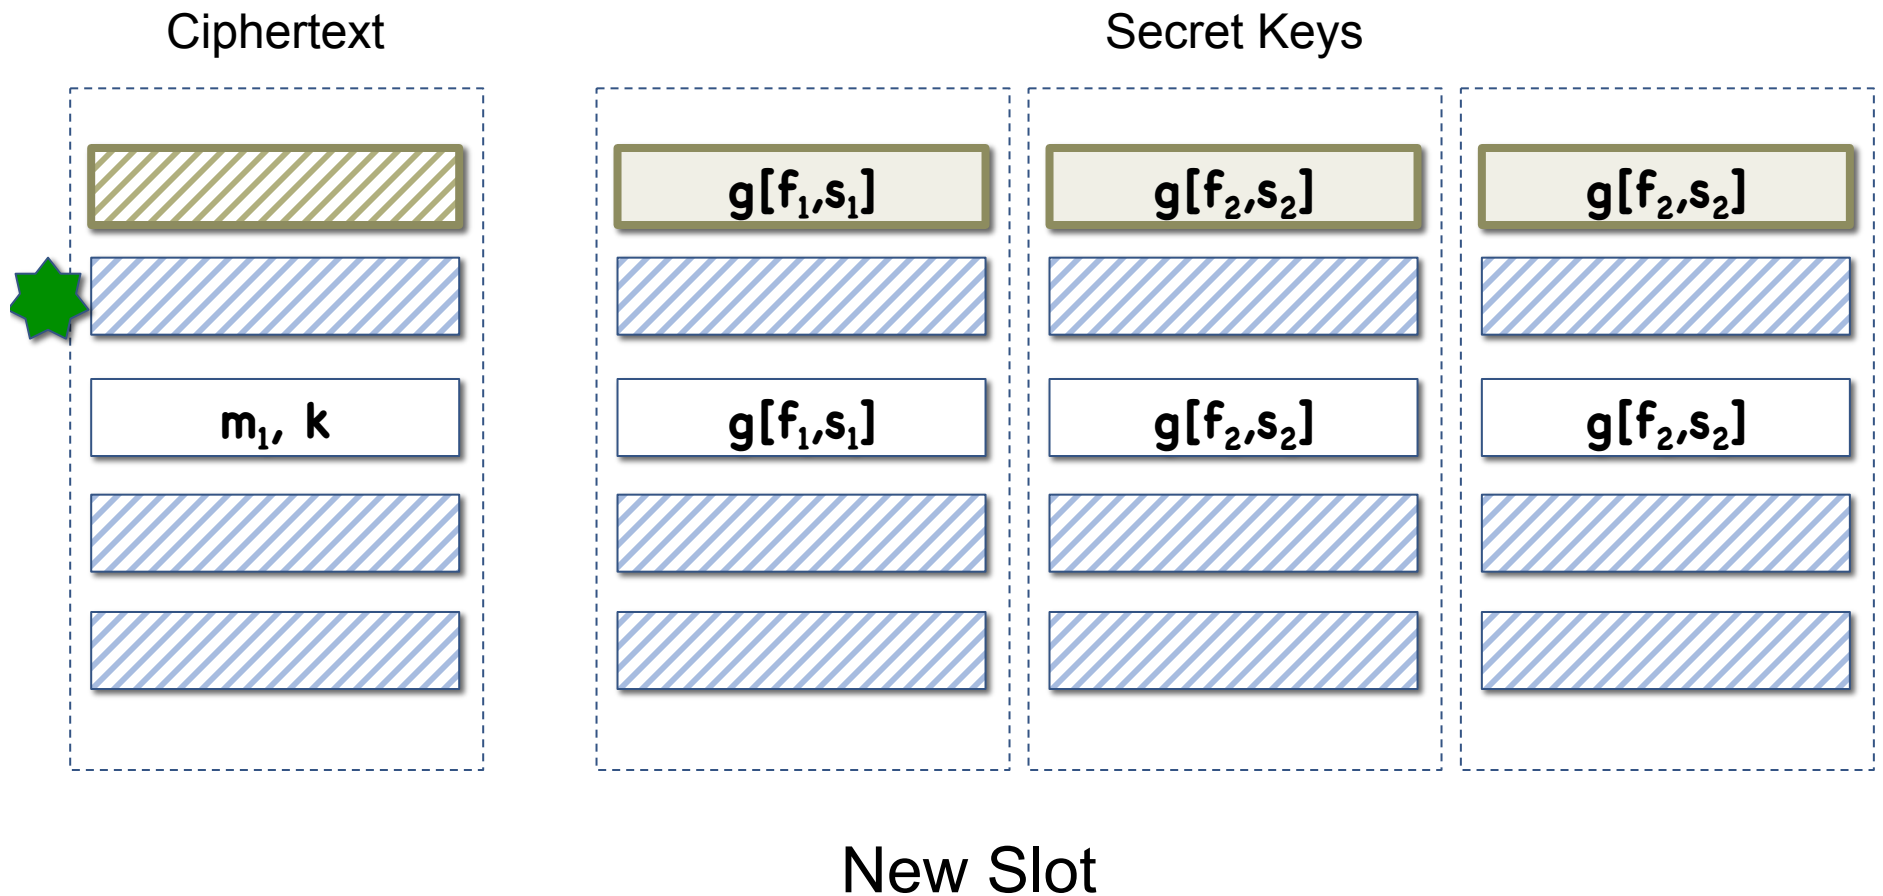 Ciphertext Secret Keys
g[f₁,s₁] g[f₂,s₂] g[f₂,s₂]
m₁, k g[f₁,s₁] g[f₂,s₂] g[f₂,s₂]
New Slot